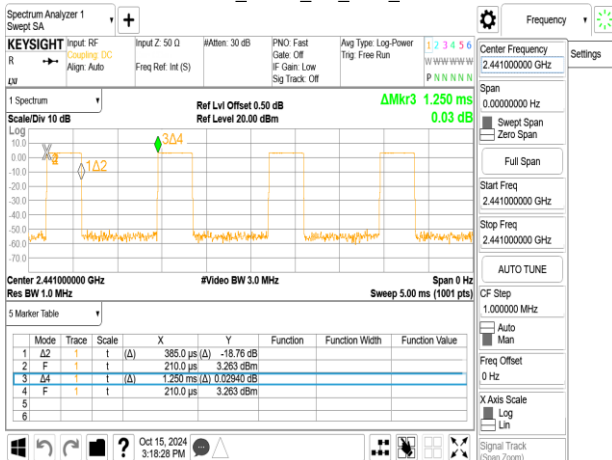 Spectrum Analyzer 1
Swept SA
+
Frequency
KEYSIGHT
R
LXI
Input: RF
Coupling: DC
Align: Auto
Input Z: 50 Ω
Freq Ref: Int (S)
#Atten: 30 dB
PNO: Fast
Gate: Off
IF Gain: Low
Sig Track: Off
Avg Type: Log-Power
Trig: Free Run
1 2 3 4 5 6
W W W W W W
P N N N N N
Settings
Center Frequency
2.441000000 GHz
Span
0.00000000 Hz
Swept Span
Zero Span
Full Span
Start Freq
2.441000000 GHz
Stop Freq
2.441000000 GHz
AUTO TUNE
CF Step
1.000000 MHz
Auto
Man
Freq Offset
0 Hz
X Axis Scale
Log
Lin
Signal Track
(Span Zoom)
1 Spectrum
Scale/Div 10 dB
Log
Ref Lvl Offset 0.50 dB
Ref Level 20.00 dBm
ΔMkr3 1.250 ms
0.03 dB
10.0
0.00
-10.0
-20.0
-30.0
-40.0
-50.0
-60.0
-70.0
1Δ2
3Δ4
Center 2.441000000 GHz
Res BW 1.0 MHz
#Video BW 3.0 MHz
Span 0 Hz
Sweep 5.00 ms (1001 pts)
5 Marker Table
Mode Trace Scale X Y Function Function Width Function Value
1 Δ2 1 t (Δ) 385.0 µs (Δ) -18.76 dB
2 F 1 t 210.0 µs 3.263 dBm
3 Δ4 1 t (Δ) 1.250 ms (Δ) 0.02940 dB
4 F 1 t 210.0 µs 3.263 dBm
5
6
?
Oct 15, 2024
3:18:28 PM